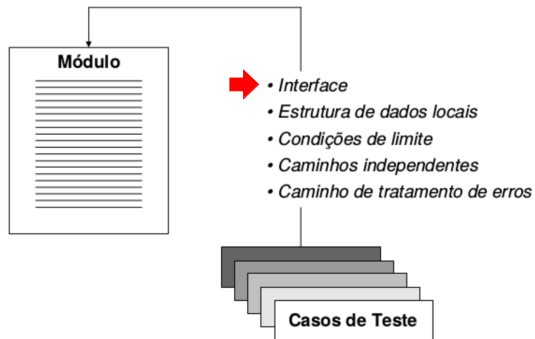 Módulo
• Interface
• Estrutura de dados locais
• Condições de limite
• Caminhos independentes
• Caminho de tratamento de erros
Casos de Teste